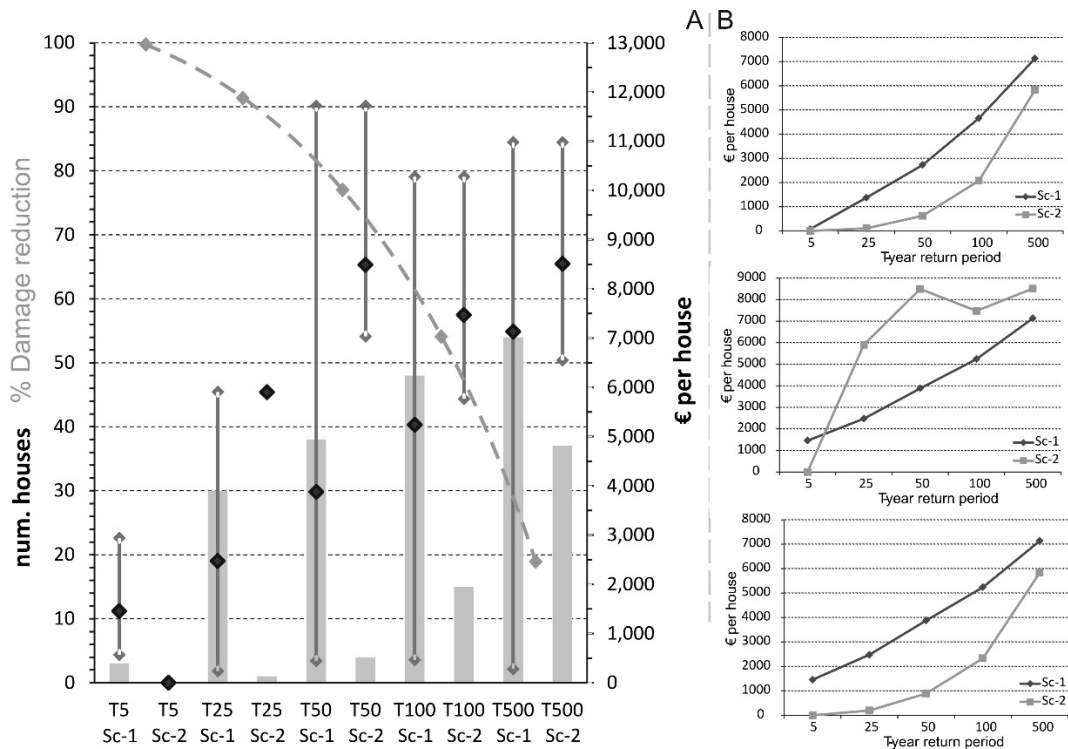 A
B
% Damage reduction
num. houses
€ per house
100
90
80
70
60
50
40
30
20
10
0
13,000
12,000
11,000
10,000
9,000
8,000
7,000
6,000
5,000
4,000
3,000
2,000
1,000
0
T5 T5 T25 T25 T50 T50 T100 T100 T500 T500
Sc-1 Sc-2 Sc-1 Sc-2 Sc-1 Sc-2 Sc-1 Sc-2 Sc-1 Sc-2
8000
7000
6000
5000
4000
3000
2000
1000
0
€ per house
Sc-1
Sc-2
5 25 50 100 500
T-year return period
9000
8000
7000
6000
5000
4000
3000
2000
1000
0
€ per house
Sc-1
Sc-2
5 25 50 100 500
T-year return period
8000
7000
6000
5000
4000
3000
2000
1000
0
€ per house
Sc-1
Sc-2
5 25 50 100 500
T-year return period